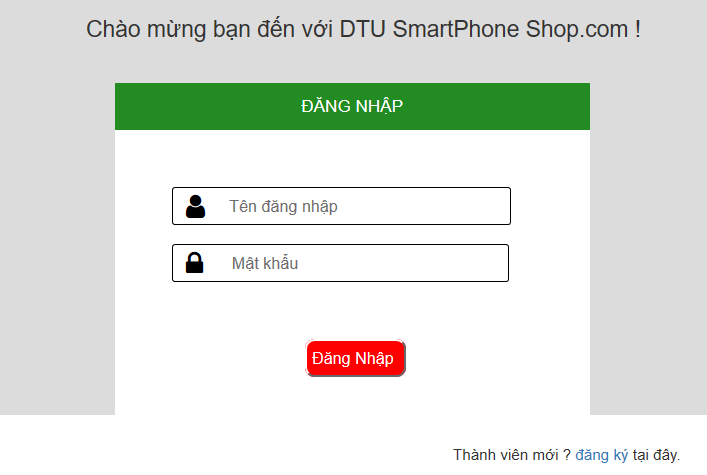 Chào mừng bạn đến với DTU SmartPhone Shop.com !
ĐĂNG NHẬP
Tên đăng nhập
Mật khẩu
Đăng Nhập
Thành viên mới ? đăng ký tại đây.